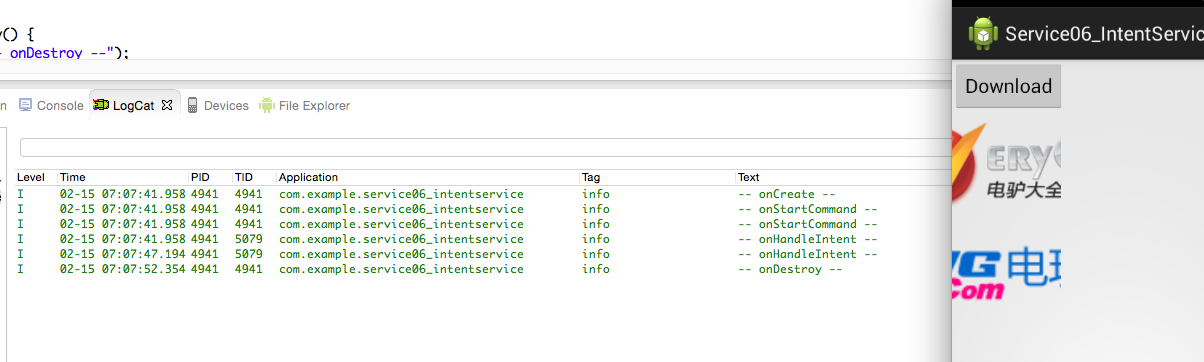 y() {
- onDestroy --");
n Console LogCat Devices File Explorer
Level Time PID TID Application Tag Text
I 02-15 07:07:41.958 4941 4941 com.example.service06_intentservice info -- onCreate --
I 02-15 07:07:41.958 4941 4941 com.example.service06_intentservice info -- onStartCommand --
I 02-15 07:07:41.958 4941 4941 com.example.service06_intentservice info -- onStartCommand --
I 02-15 07:07:41.958 4941 5079 com.example.service06_intentservice info -- onHandleIntent --
I 02-15 07:07:47.194 4941 5079 com.example.service06_intentservice info -- onHandleIntent --
I 02-15 07:07:52.354 4941 4941 com.example.service06_intentservice info -- onDestroy --
Service06_IntentServic
Download
ERY
电驴大全
VG 电
Com